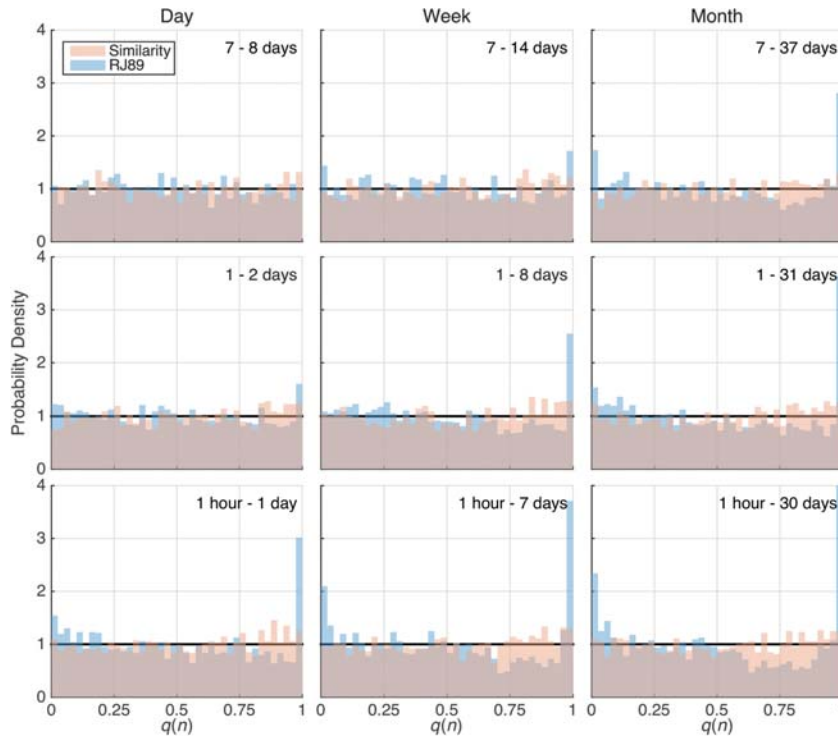 Day
Week
Month
4
Similarity
RJ89
7 - 8 days
7 - 14 days
7 - 37 days
3
2
1
0
4
1 - 2 days
1 - 8 days
1 - 31 days
3
2
1
0
Probability Density
4
1 hour - 1 day
1 hour - 7 days
1 hour - 30 days
3
2
1
0
0 0.25 0.5 0.75 1 0 0.25 0.5 0.75 1 0 0.25 0.5 0.75 1
q(n) q(n) q(n)